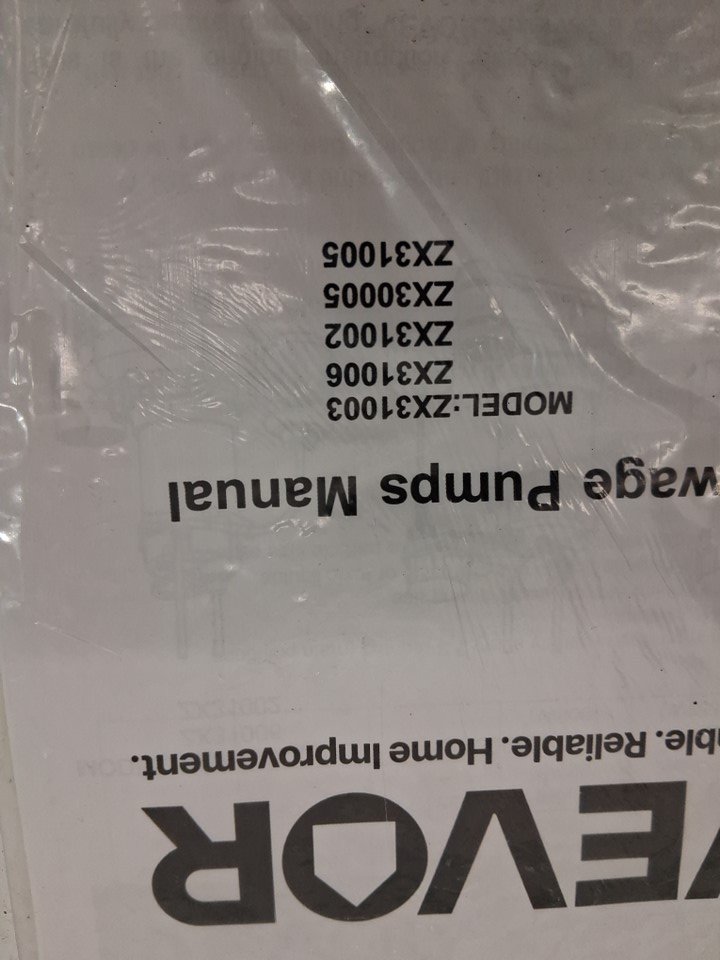 VEVOR
ble. Reliable. Home Improvement.
wage Pumps Manual
MODEL:ZX31003
ZX31006
ZX31002
ZX30005
ZX31005